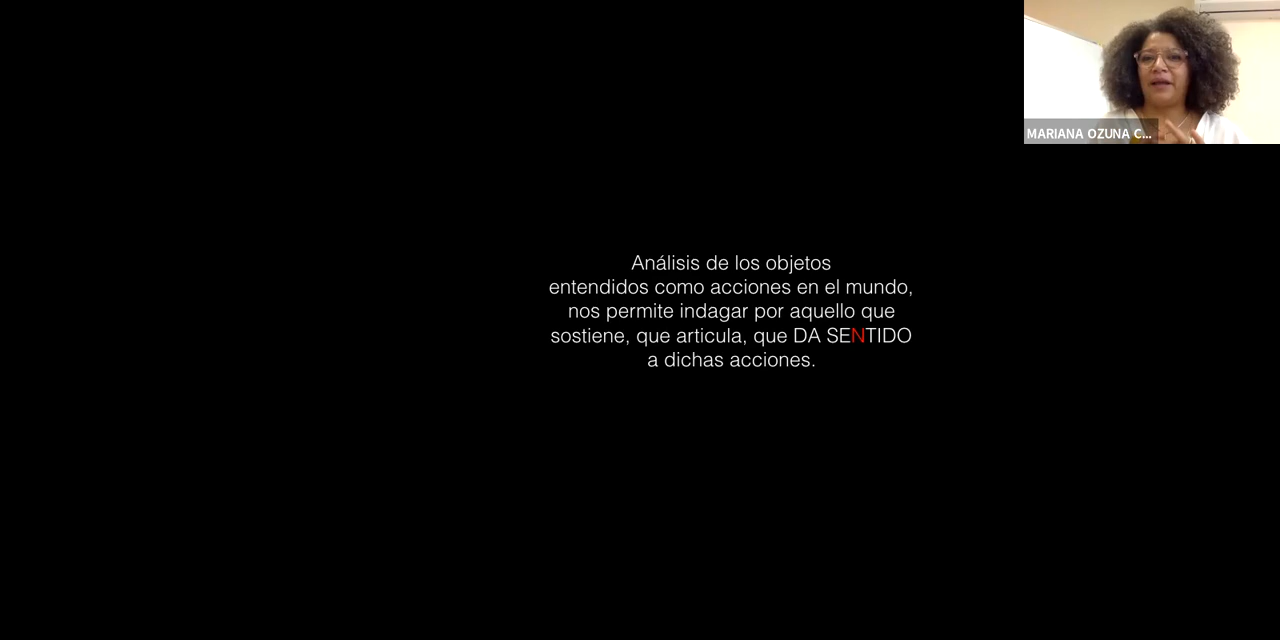 MARIANA OZUNA C...
Análisis de los objetos
entendidos como acciones en el mundo,
nos permite indagar por aquello que
sostiene, que articula, que DA SENTIDO
a dichas acciones.